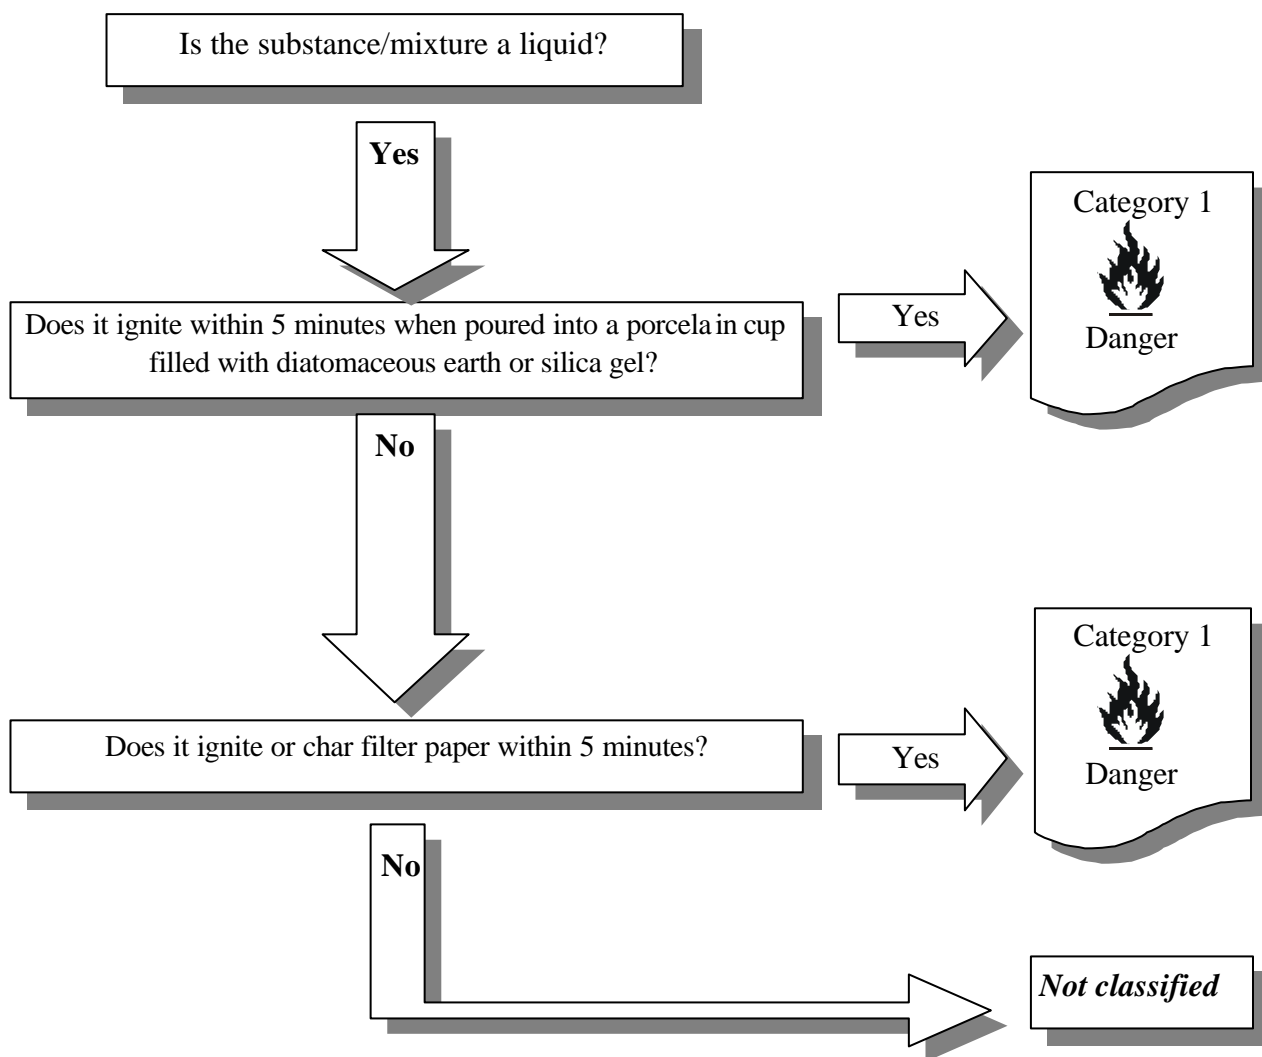 Is the substance/mixture a liquid?
Yes
Category 1
Danger
Does it ignite within 5 minutes when poured into a porcelain cup
filled with diatomaceous earth or silica gel?
Yes
No
Category 1
Danger
Does it ignite or char filter paper within 5 minutes?
Yes
No
Not classified